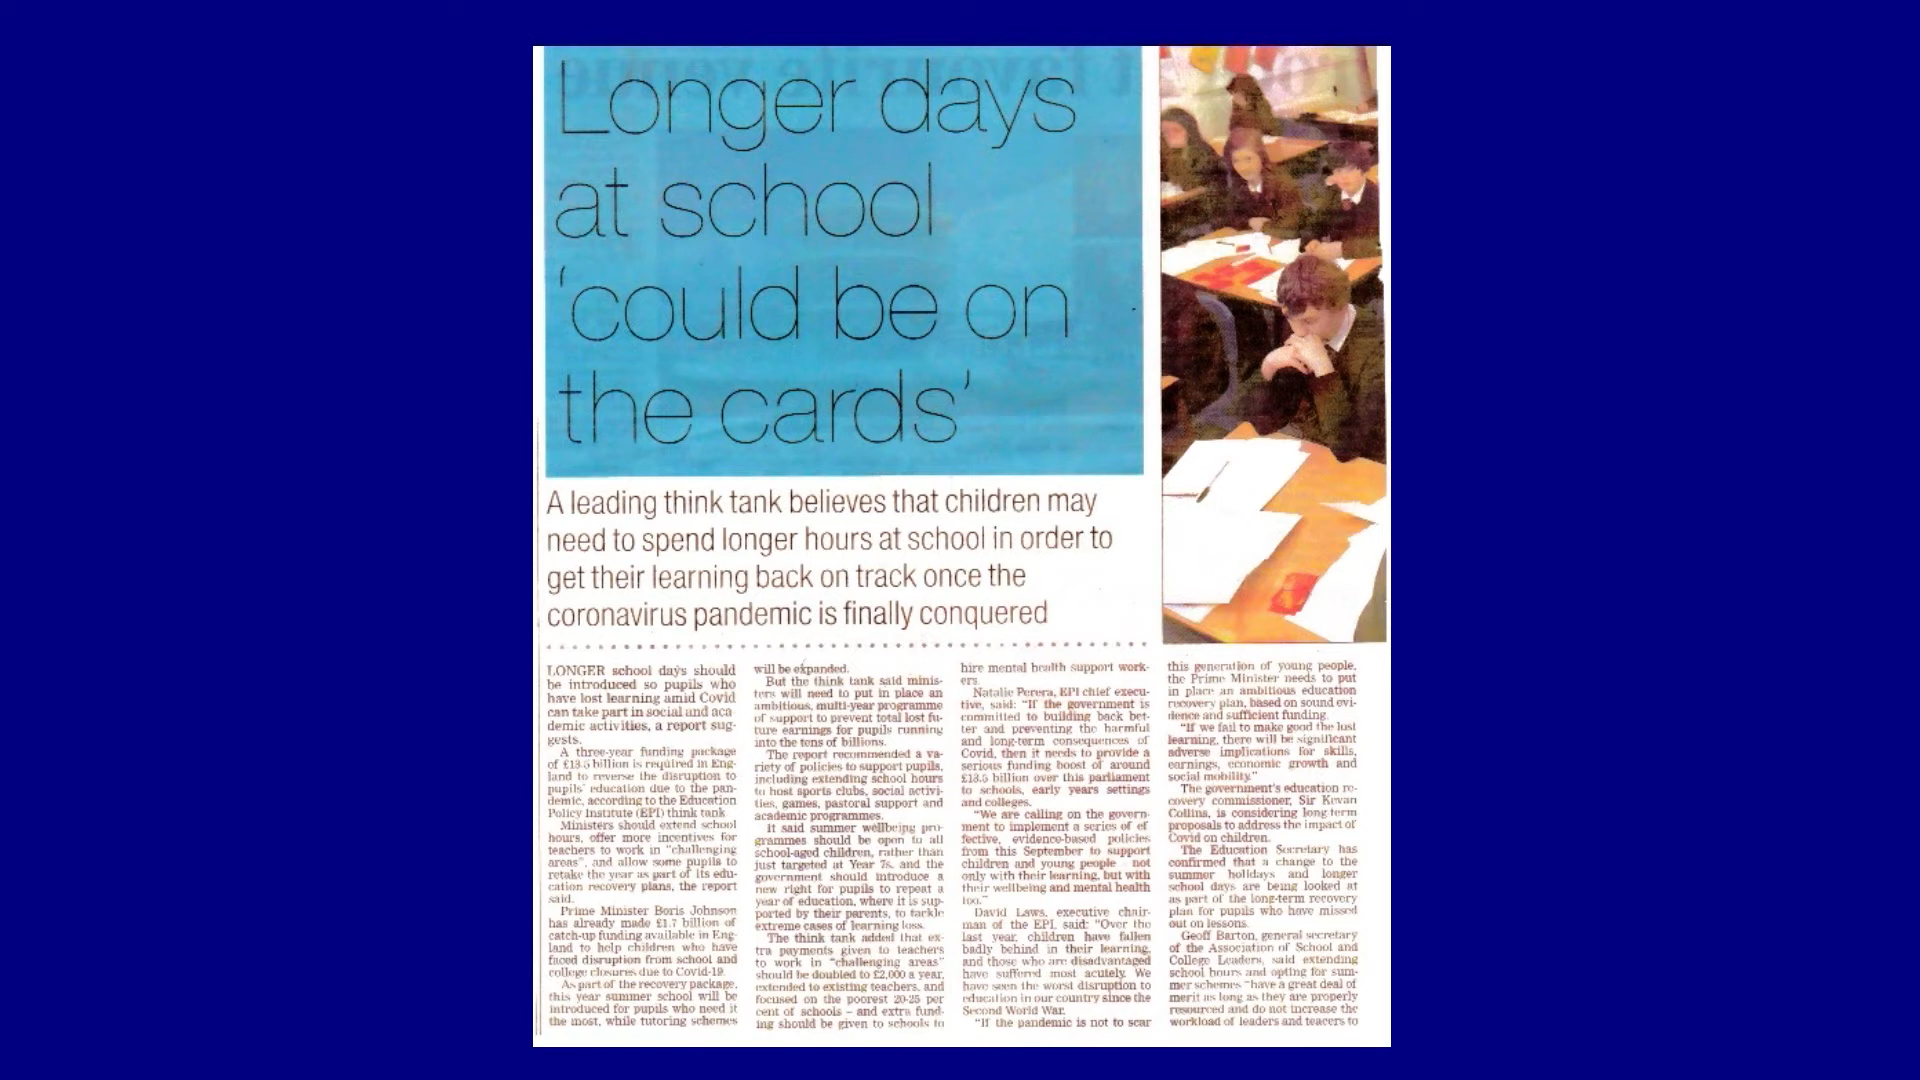 Longer days
at school
‘could be on
the cards’
A leading think tank believes that children may
need to spend longer hours at school in order to
get their learning back on track once the
coronavirus pandemic is finally conquered
LONGER school days should
be introduced so pupils who
have lost learning amid Covid
can take part in social and aca
demic activities, a report sug-
gests.
A three-year funding package
of £13.5 billion is required in Eng-
land to reverse the disruption to
pupils’ education due to the pan-
demic, according to the Education
Policy Institute (EPI) think tank
Ministers should extend school
hours, offer more incentives for
teachers to work in “challenging
areas”, and allow some pupils to
retake the year as part of its edu-
cation recovery plans, the report
said.
Prime Minister Boris Johnson
has already made £1.7 billion of
catch-up funding available in Eng-
land to help children who have
faced disruption from school and
college closures due to Covid-19.
As part of the recovery package,
this year summer school will be
introduced for pupils who need it
the most, while tutoring schemes
will be expanded.
But the think tank said minis-
ters will need to put in place an
ambitious, multi-year programme
of support to prevent total lost fu-
ture earnings for pupils running
into the tens of billions.
The report recommended a va-
riety of policies to support pupils,
including extending school hours
to host sports clubs, social activi-
ties, games, pastoral support and
academic programmes.
It said summer wellbeing pro-
grammes should be open to all
school-aged children, rather than
just targeted at Year 7s, and the
government should introduce a
new right for pupils to repeat a
year of education, where it is sup-
ported by their parents, to tackle
extreme cases of learning loss.
The think tank added that ex-
tra payments given to teachers
to work in “challenging areas”
should be doubled to £2,000 a year,
extended to existing teachers, and
focused on the poorest 20-25 per
cent of schools – and extra fund-
ing should be given to schools to
hire mental health support work-
ers.
Natalie Perera, EPI chief execu-
tive, said: “If the government is
committed to building back bet-
ter and preventing the harmful
and long-term consequences of
Covid, then it needs to provide a
serious funding boost of around
£13.5 billion over this parliament
to schools, early years settings
and colleges.
“We are calling on the govern-
ment to implement a series of ef
fective, evidence-based policies
from this September to support
children and young people not
only with their learning, but with
their wellbeing and mental health
too.”
David Laws, executive chair-
man of the EPI, said: “Over the
last year, children have fallen
badly behind in their learning,
and those who are disadvantaged
have suffered most acutely. We
have seen the worst disruption to
education in our country since the
Second World War.
“If the pandemic is not to scar
this generation of young people,
the Prime Minister needs to put
in place an ambitious education
recovery plan, based on sound evi-
dence and sufficient funding.
“If we fail to make good the lost
learning, there will be significant
adverse implications for skills,
earnings, economic growth and
social mobility.”
The government’s education re-
covery commissioner, Sir Kevan
Collins, is considering long term
proposals to address the impact of
Covid on children.
The Education Secretary has
confirmed that a change to the
summer holidays and longer
school days are being looked at
as part of the long-term recovery
plan for pupils who have missed
out on lessons.
Geoff Barton, general secretary
of the Association of School and
College Leaders, said extending
school hours and opting for sum-
mer schemes “have a great deal of
merit as long as they are properly
resourced and do not increase the
workload of leaders and teacers to